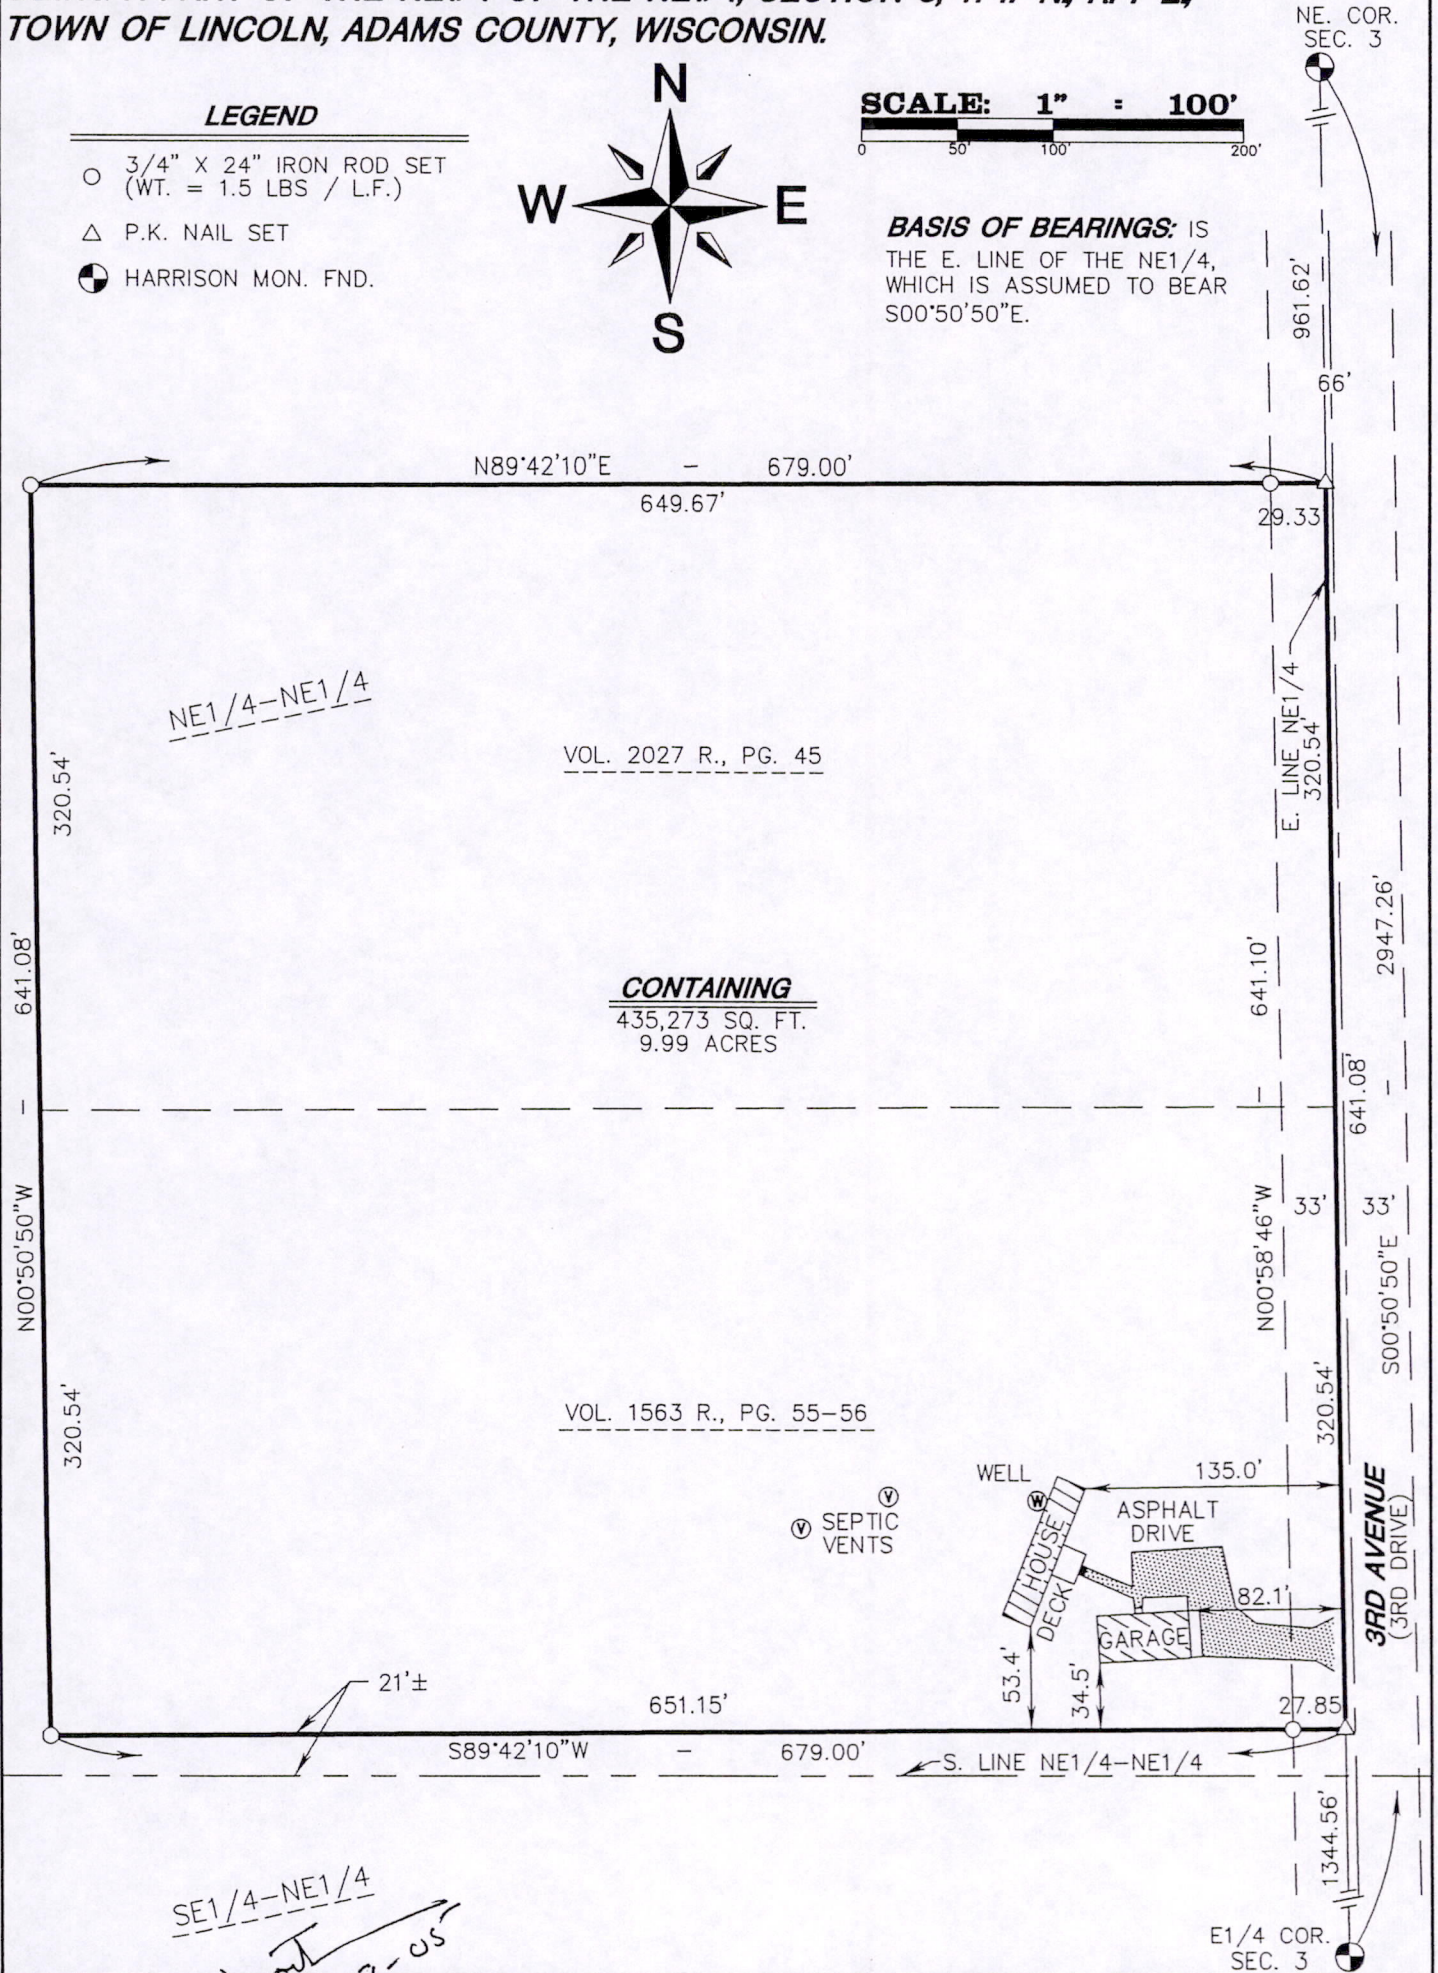 TOWN OF LINCOLN, ADAMS COUNTY, WISCONSIN.
NE. COR.
SEC. 3
N
W E
S
LEGEND
3/4" X 24" IRON ROD SET
(WT. = 1.5 LBS / L.F.)
P.K. NAIL SET
HARRISON MON. FND.
SCALE: 1" = 100'
0 50' 100' 200'
BASIS OF BEARINGS: IS
THE E. LINE OF THE NE1/4,
WHICH IS ASSUMED TO BEAR
S00°50'50"E.
961.62'
66'
N89°42'10"E - 679.00'
649.67'
29.33
NE1/4-NE1/4
VOL. 2027 R., PG. 45
320.54'
E. LINE NE1/4
320.54'
2947.26'
641.08'
641.10'
CONTAINING
435,273 SQ. FT.
9.99 ACRES
641.08'
N00°50'50"W
N00°58'46"W
33'
33'
S00°50'50"E
320.54'
320.54'
VOL. 1563 R., PG. 55-56
WELL
W
135.0'
V
V
SEPTIC
VENTS
HOUSE
DECK
ASPHALT
DRIVE
82.1'
GARAGE
3RD AVENUE
(3RD DRIVE)
53.4'
34.5'
21'±
651.15'
27.85
S89°42'10"W - 679.00'
S. LINE NE1/4-NE1/4
1344.56'
SE1/4-NE1/4
E1/4 COR.
SEC. 3